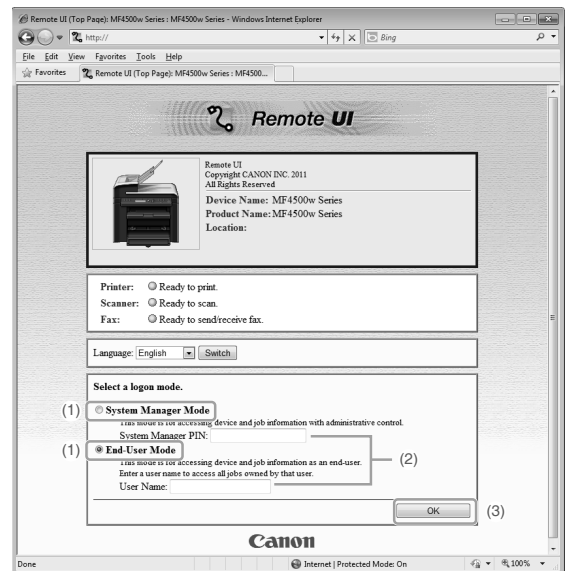 Remote UI (Top Page): MF4500w Series : MF4500w Series - Windows Internet Explorer
http://
Bing
File Edit View Favorites Tools Help
Favorites
Remote UI (Top Page): MF4500w Series : MF4500...
Remote UI
Remote UI
Copyright CANON INC. 2011
All Rights Reserved
Device Name: MF4500w Series
Product Name: MF4500w Series
Location:
Printer: Ready to print.
Scanner: Ready to scan.
Fax: Ready to send/receive fax.
Language: English Switch
Select a logon mode.
(1) System Manager Mode
This mode is for accessing device and job information with administrative control.
System Manager PIN:
(1) End-User Mode
(2)
This mode is for accessing device and job information as an end-user.
Enter a user name to access all jobs owned by that user.
User Name:
OK (3)
Canon
Done Internet | Protected Mode: On 100%